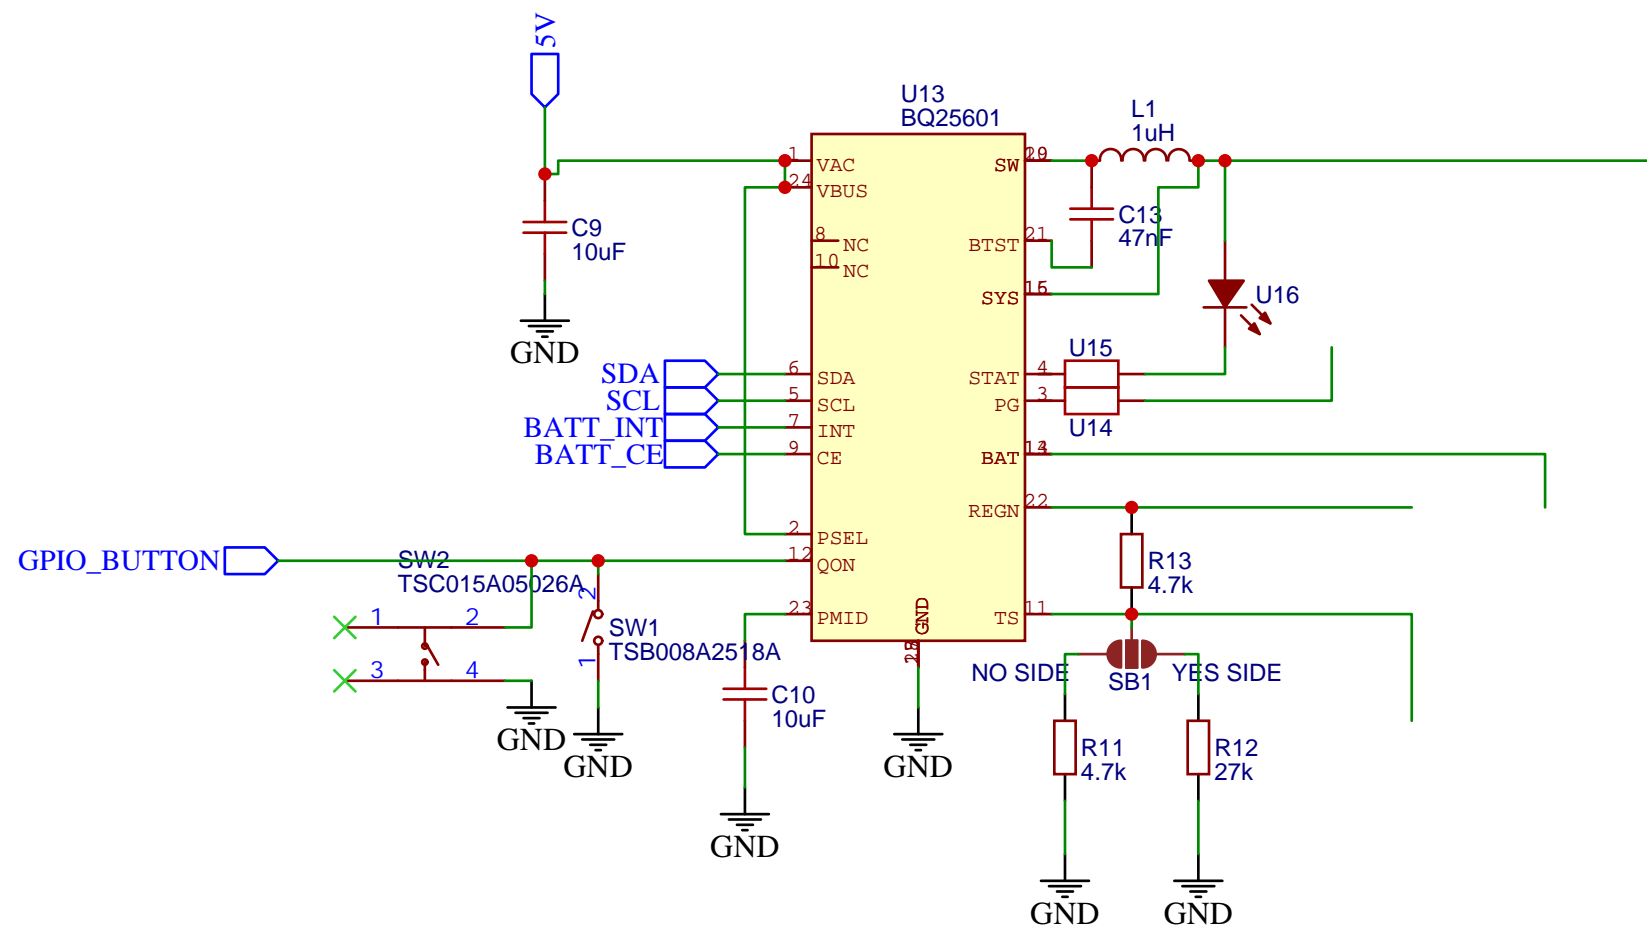 5V
U13
BQ25601
L1
1uH
1
VAC
SW
24
VBUS
C9
10uF
C13
47nF
8
NC
BTST
21
10
NC
SYS
U16
GND
U15
SDA
6
SDA
STAT
4
SCL
5
SCL
PG
3
BATT_INT
7
INT
U14
BATT_CE
9
CE
BAT
REGN
22
2
PSEL
GPIO_BUTTON
SW2
TSC015A05026A
12
QON
R13
4.7k
1
2
2
SW1
TSB008A2518A
1
23
PMID
GND
TS
11
3
4
NO SIDE
SB1
YES SIDE
C10
10uF
GND
GND
GND
R11
4.7k
R12
27k
GND
GND
GND